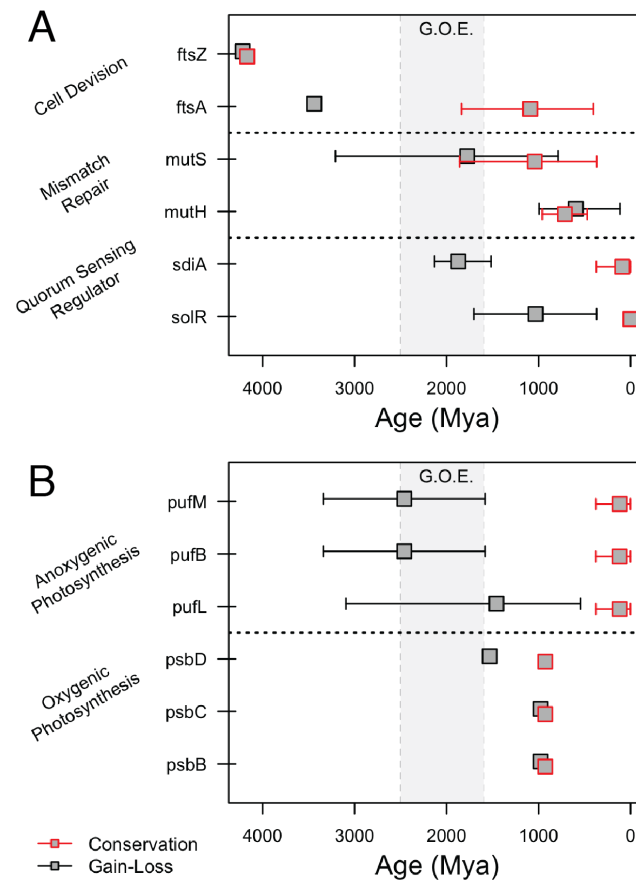 A
G.O.E.
Cell Devision
ftsZ
ftsA
Mismatch
Repair
mutS
mutH
Quorum Sensing
Regulator
sdiA
solR
4000 3000 2000 1000 0
Age (Mya)
B
G.O.E.
Anoxygenic
Photosynthesis
pufM
pufB
pufL
Oxygenic
Photosynthesis
psbD
psbC
psbB
4000 3000 2000 1000 0
Age (Mya)
Conservation
Gain-Loss